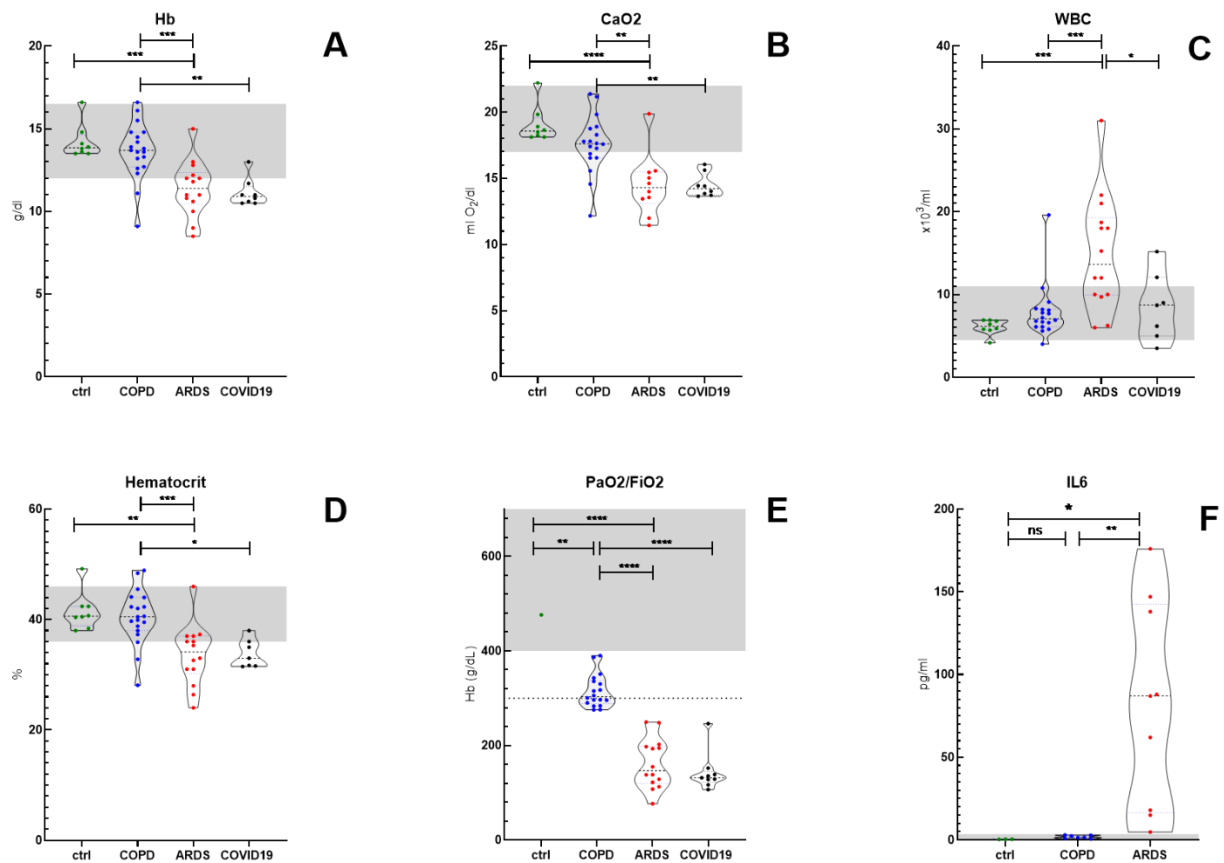 Hb
A
***
***
**
20
15
10
5
0
g/dl
ctrl COPD ARDS COVID19
CaO2
B
**
****
**
25
20
15
10
5
0
ml O₂/dl
ctrl COPD ARDS COVID19
WBC
C
***
***
*
40
30
20
10
0
x10³/ml
ctrl COPD ARDS COVID19
Hematocrit
D
***
**
*
60
40
20
0
%
ctrl COPD ARDS COVID19
PaO2/FiO2
E
****
**
****
****
600
400
200
0
Hb (g/dL)
ctrl COPD ARDS COVID19
IL6
F
*
ns
**
200
150
100
50
0
pg/ml
ctrl COPD ARDS